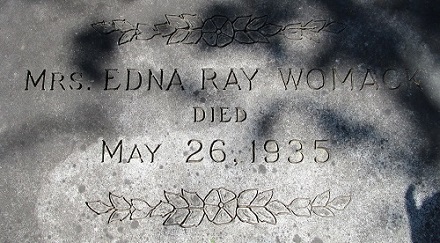 MRS. EDNA RAY WOMACK
DIED
MAY 26, 1935